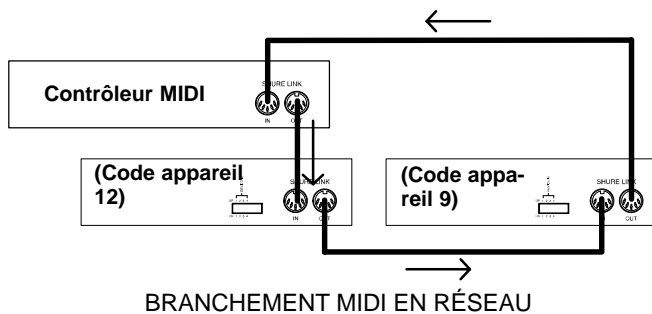 Contrôleur MIDI
SHURE LINK
IN
OUT
(Code appareil
12)
SHURE LINK
IN
OUT
(Code appa-
reil 9)
SHURE LINK
OUT
BRANCHEMENT MIDI EN RÉSEAU